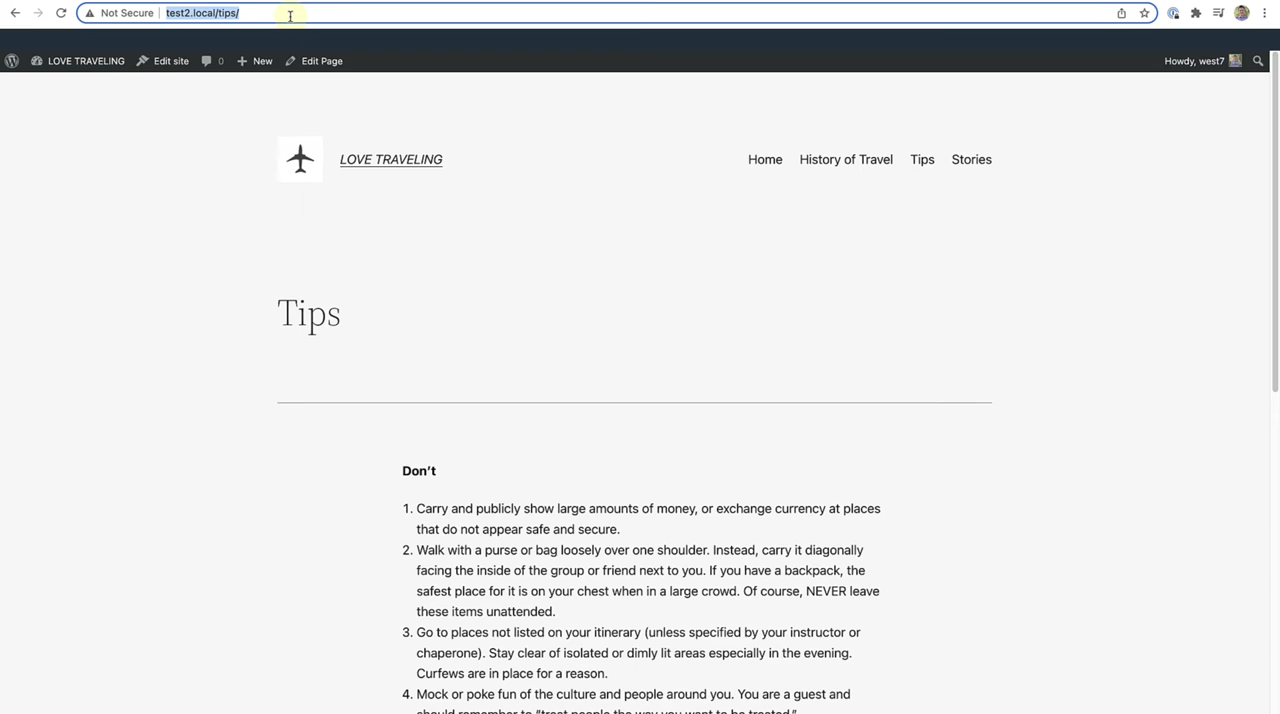 Not Secure | test2.local/tips/
LOVE TRAVELING Edit site 0 New Edit Page Howdy, west7
LOVE TRAVELING Home History of Travel Tips Stories
Tips
Don't
1. Carry and publicly show large amounts of money, or exchange currency at places
that do not appear safe and secure.
2. Walk with a purse or bag loosely over one shoulder. Instead, carry it diagonally
facing the inside of the group or friend next to you. If you have a backpack, the
safest place for it is on your chest when in a large crowd. Of course, NEVER leave
these items unattended.
3. Go to places not listed on your itinerary (unless specified by your instructor or
chaperone). Stay clear of isolated or dimly lit areas especially in the evening.
Curfews are in place for a reason.
4. Mock or poke fun of the culture and people around you. You are a guest and
should remember to "treat people the way you want to be treated."